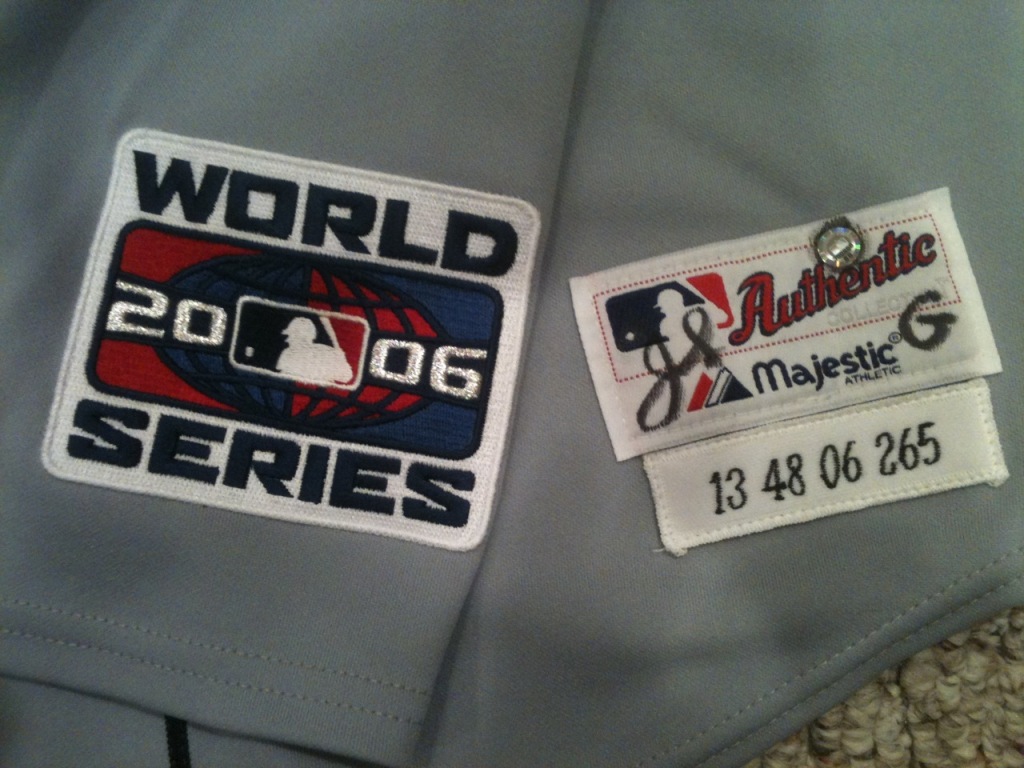 WORLD
20 06
SERIES
Authentic
COLLECTION
Majestic®
ATHLETIC
G
13 48 06 265